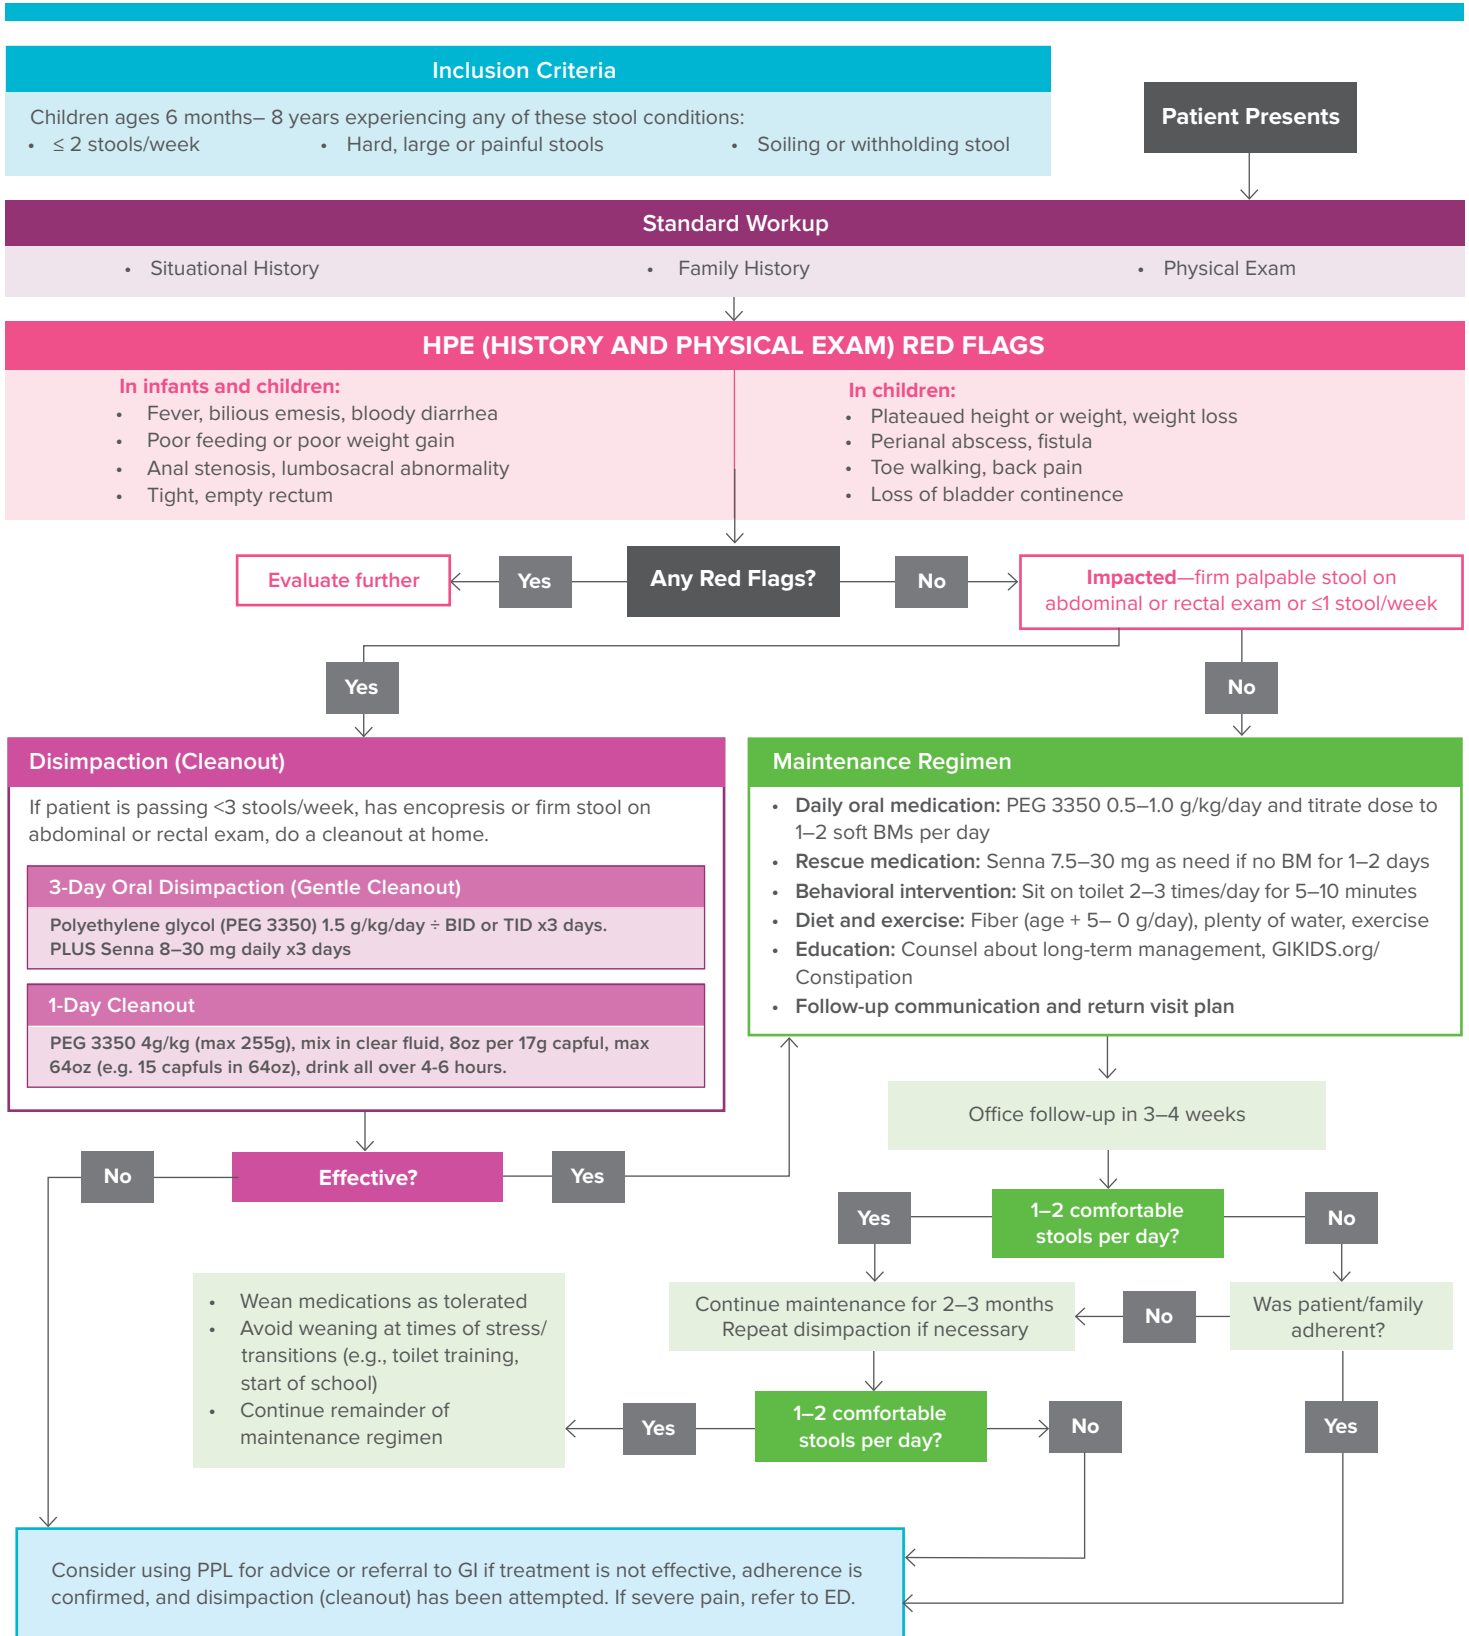 Inclusion Criteria
Children ages 6 months– 8 years experiencing any of these stool conditions:
• ≤ 2 stools/week
• Hard, large or painful stools
• Soiling or withholding stool
Patient Presents
Standard Workup
• Situational History
• Family History
• Physical Exam
HPE (HISTORY AND PHYSICAL EXAM) RED FLAGS
In infants and children:
• Fever, bilious emesis, bloody diarrhea
• Poor feeding or poor weight gain
• Anal stenosis, lumbosacral abnormality
• Tight, empty rectum
In children:
• Plateaued height or weight, weight loss
• Perianal abscess, fistula
• Toe walking, back pain
• Loss of bladder continence
Evaluate further
Yes
Any Red Flags?
No
Impacted—firm palpable stool on
abdominal or rectal exam or ≤1 stool/week
Yes
No
Disimpaction (Cleanout)
If patient is passing <3 stools/week, has encopresis or firm stool on
abdominal or rectal exam, do a cleanout at home.
3-Day Oral Disimpaction (Gentle Cleanout)
Polyethylene glycol (PEG 3350) 1.5 g/kg/day ÷ BID or TID x3 days.
PLUS Senna 8–30 mg daily x3 days
1-Day Cleanout
PEG 3350 4g/kg (max 255g), mix in clear fluid, 8oz per 17g capful, max
64oz (e.g. 15 capfuls in 64oz), drink all over 4-6 hours.
Maintenance Regimen
• Daily oral medication: PEG 3350 0.5–1.0 g/kg/day and titrate dose to
1–2 soft BMs per day
• Rescue medication: Senna 7.5–30 mg as need if no BM for 1–2 days
• Behavioral intervention: Sit on toilet 2–3 times/day for 5–10 minutes
• Diet and exercise: Fiber (age + 5– 0 g/day), plenty of water, exercise
• Education: Counsel about long-term management, GIKIDS.org/
Constipation
• Follow-up communication and return visit plan
Office follow-up in 3–4 weeks
No
Effective?
Yes
Yes
1–2 comfortable
stools per day?
No
• Wean medications as tolerated
• Avoid weaning at times of stress/
transitions (e.g., toilet training,
start of school)
• Continue remainder of
maintenance regimen
Continue maintenance for 2–3 months
Repeat disimpaction if necessary
No
Was patient/family
adherent?
Yes
1–2 comfortable
stools per day?
No
Yes
Consider using PPL for advice or referral to GI if treatment is not effective, adherence is
confirmed, and disimpaction (cleanout) has been attempted. If severe pain, refer to ED.